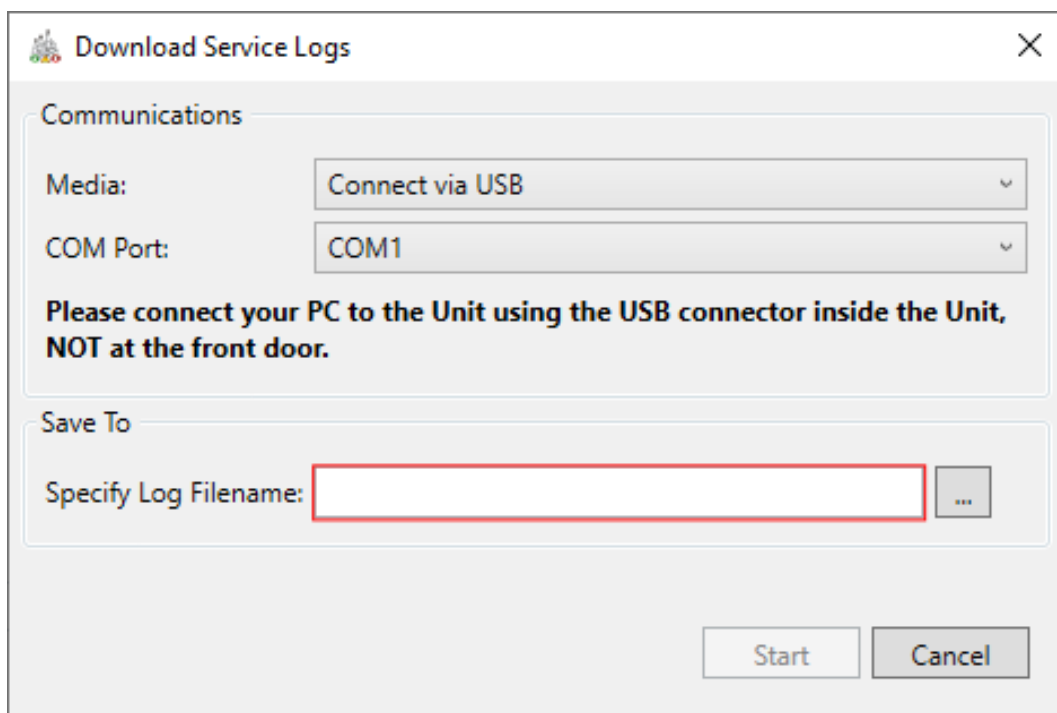 Download Service Logs
Communications
Media:
Connect via USB
COM Port:
COM1
Please connect your PC to the Unit using the USB connector inside the Unit,
NOT at the front door.
Save To
Specify Log Filename:
...
Start
Cancel